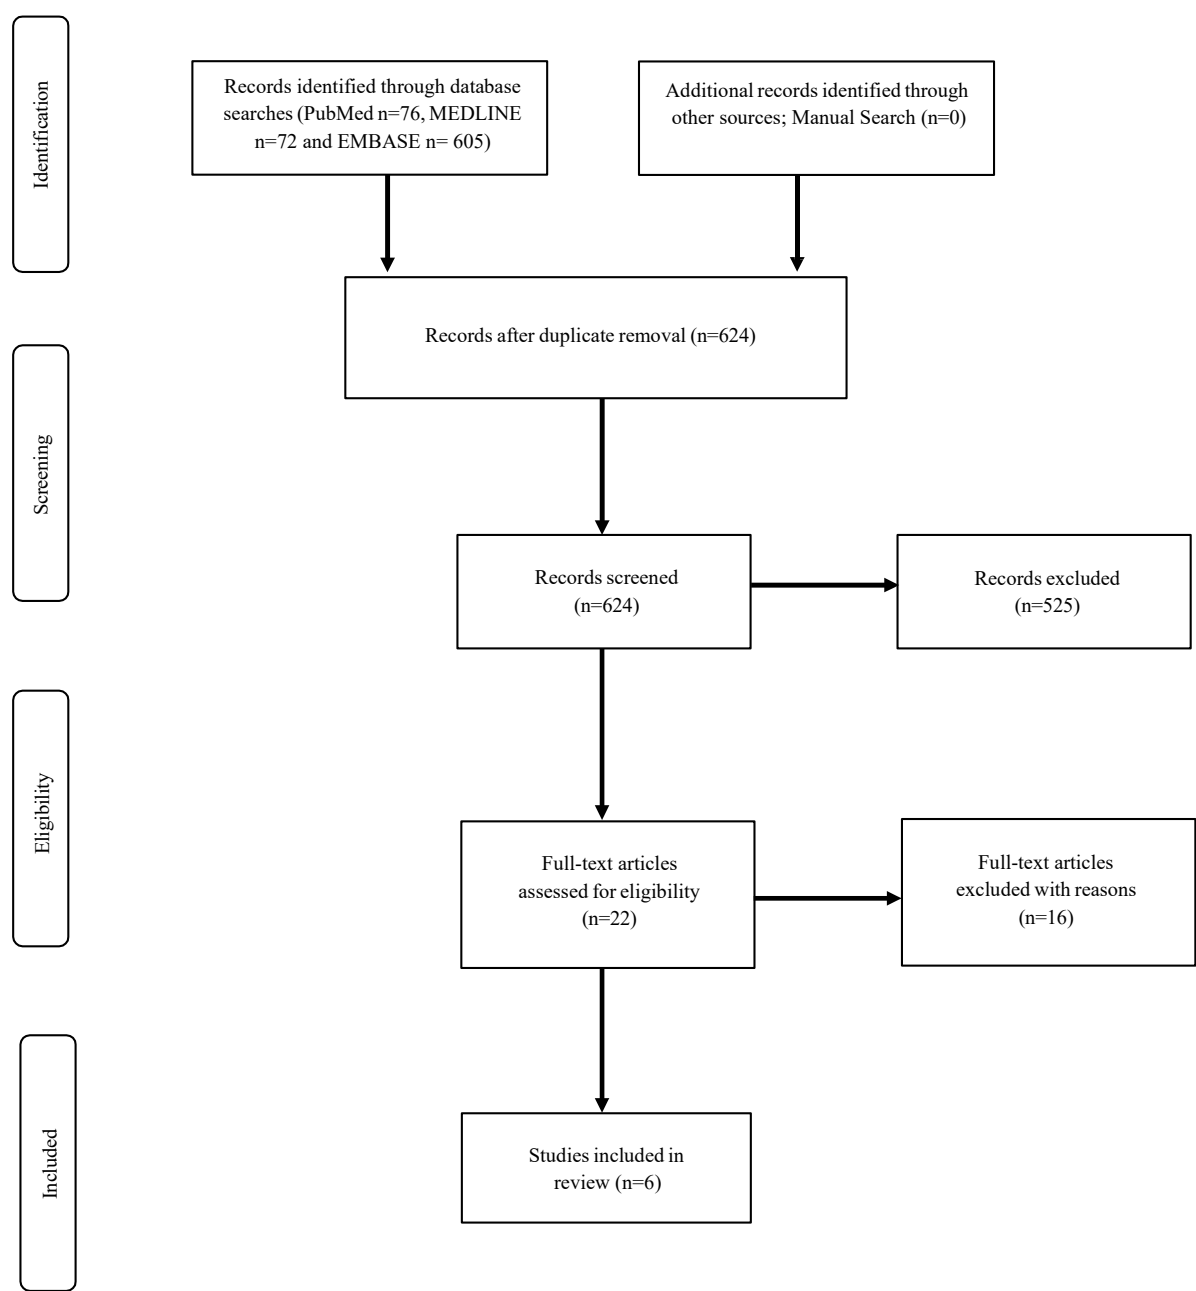 Identification
Records identified through database
searches (PubMed n=76, MEDLINE
n=72 and EMBASE n= 605)
Additional records identified through
other sources; Manual Search (n=0)
Records after duplicate removal (n=624)
Screening
Records screened
(n=624)
Records excluded
(n=525)
Eligibility
Full-text articles
assessed for eligibility
(n=22)
Full-text articles
excluded with reasons
(n=16)
Included
Studies included in
review (n=6)